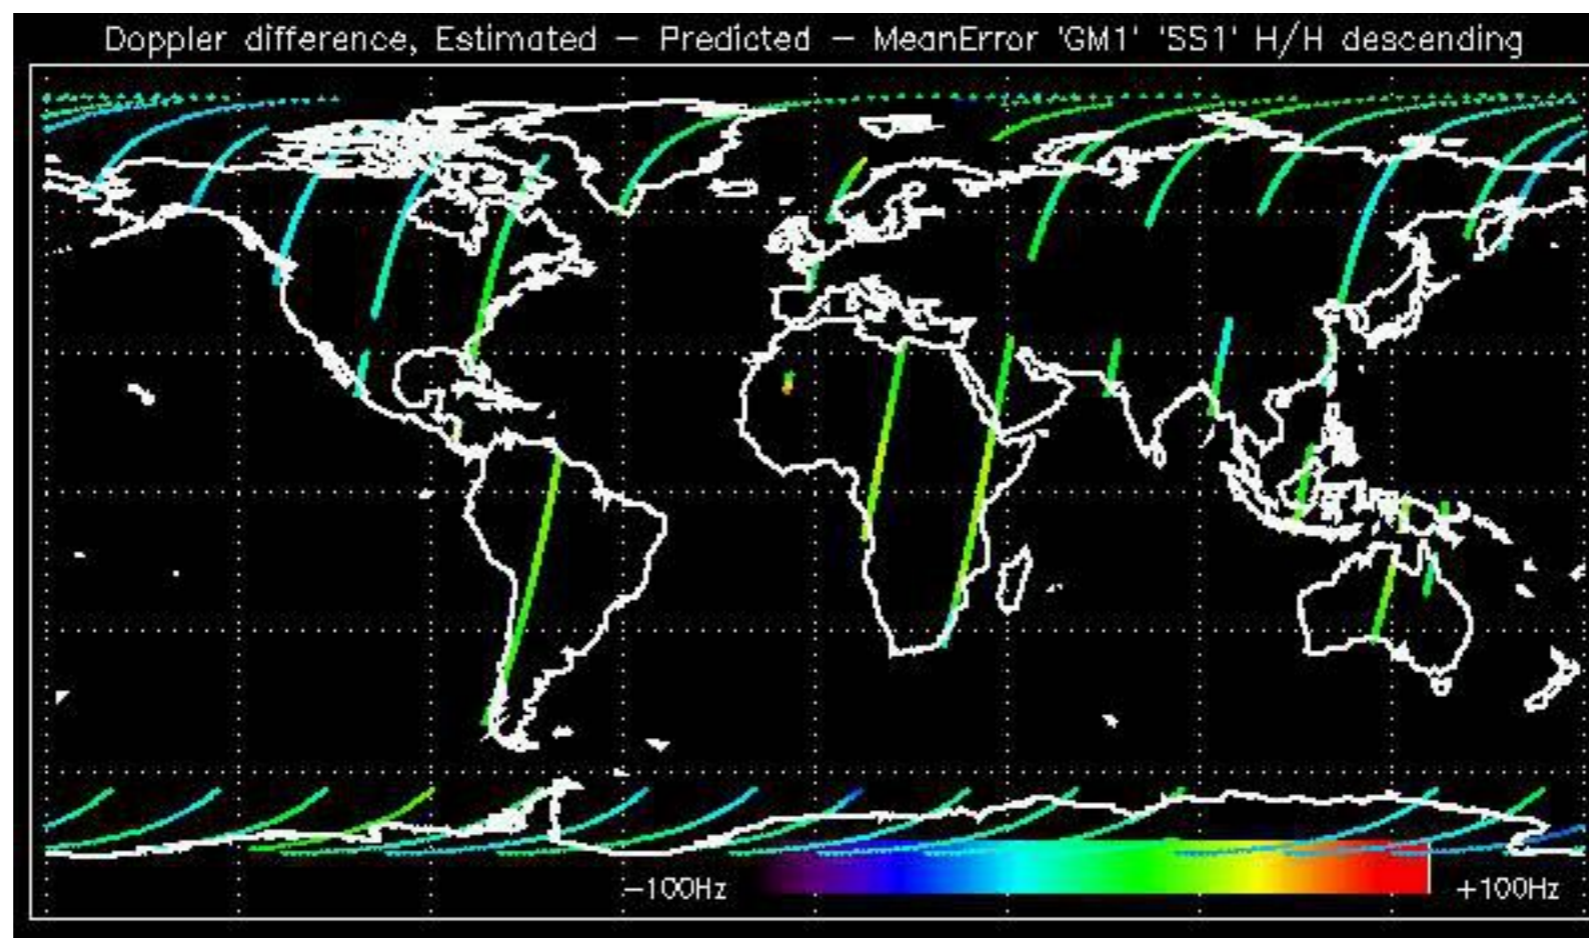 Doppler difference, Estimated – Predicted – MeanError 'GM1' 'SS1' H/H descending
–100Hz
+100Hz